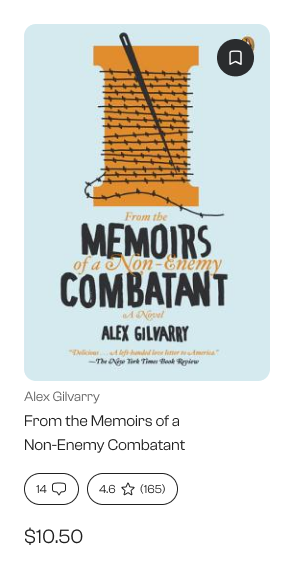 From the
MEMOIRS
of a Non-Enemy
COMBATANT
A Novel
ALEX GILVARRY
"Delicious . . . A left-handed love letter to America."
—The New York Times Book Review
Alex Gilvarry
From the Memoirs of a
Non-Enemy Combatant
14
4.6 (165)
$10.50